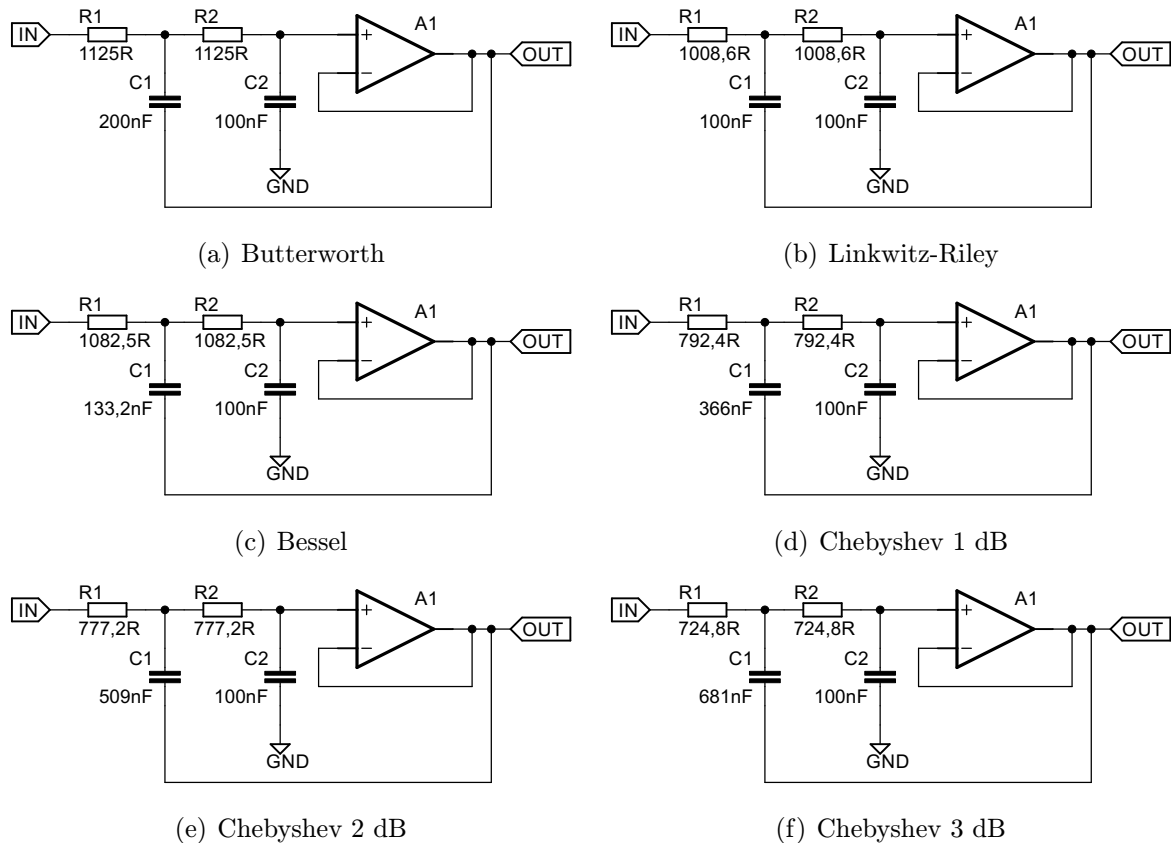 R1 R2 A1
IN OUT
1125R 1125R
C1 C2
200nF 100nF
GND
(a) Butterworth
R1 R2 A1
IN OUT
1008,6R 1008,6R
C1 C2
100nF 100nF
GND
(b) Linkwitz-Riley
R1 R2 A1
IN OUT
1082,5R 1082,5R
C1 C2
133,2nF 100nF
GND
(c) Bessel
R1 R2 A1
IN OUT
792,4R 792,4R
C1 C2
366nF 100nF
GND
(d) Chebyshev 1 dB
R1 R2 A1
IN OUT
777,2R 777,2R
C1 C2
509nF 100nF
GND
(e) Chebyshev 2 dB
R1 R2 A1
IN OUT
724,8R 724,8R
C1 C2
681nF 100nF
GND
(f) Chebyshev 3 dB